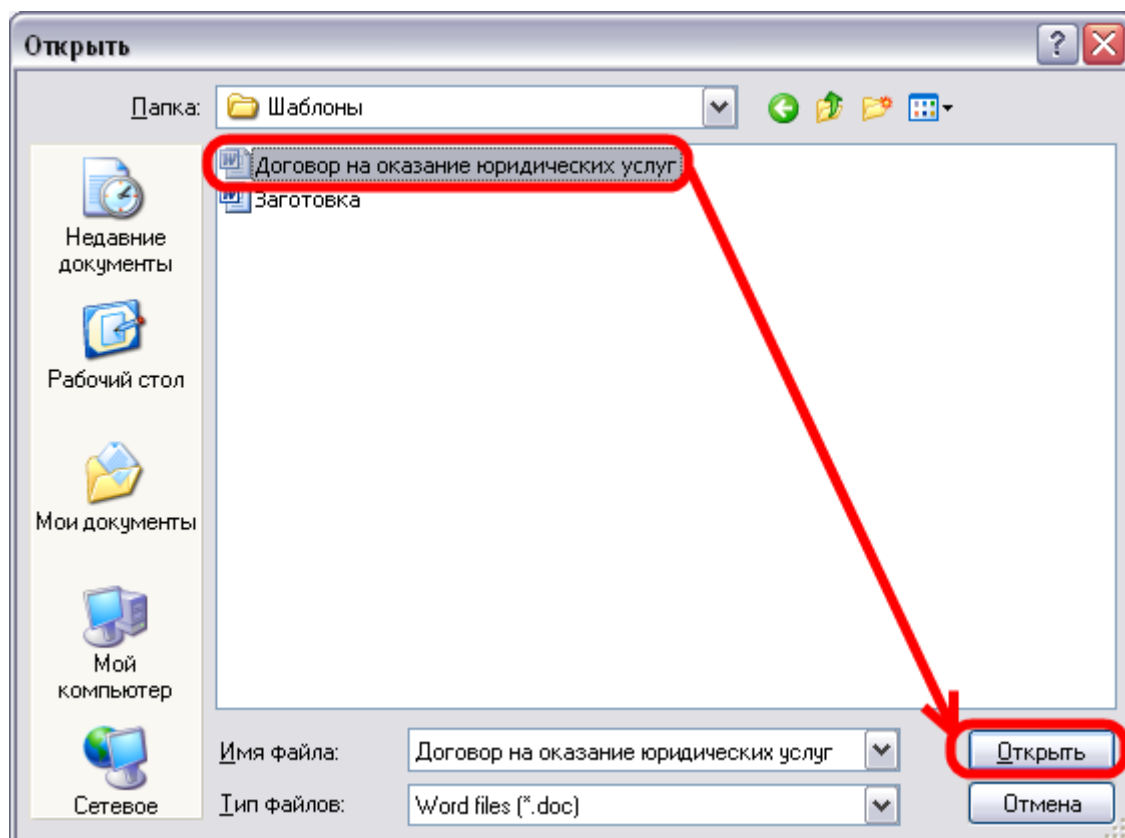 Открыть
Папка: Шаблоны
Договор на оказание юридических услуг
Заготовка
Недавние
документы
Рабочий стол
Мои документы
Мой
компьютер
Сетевое
Имя файла: Договор на оказание юридических услуг Открыть
Тип файлов: Word files (*.doc) Отмена